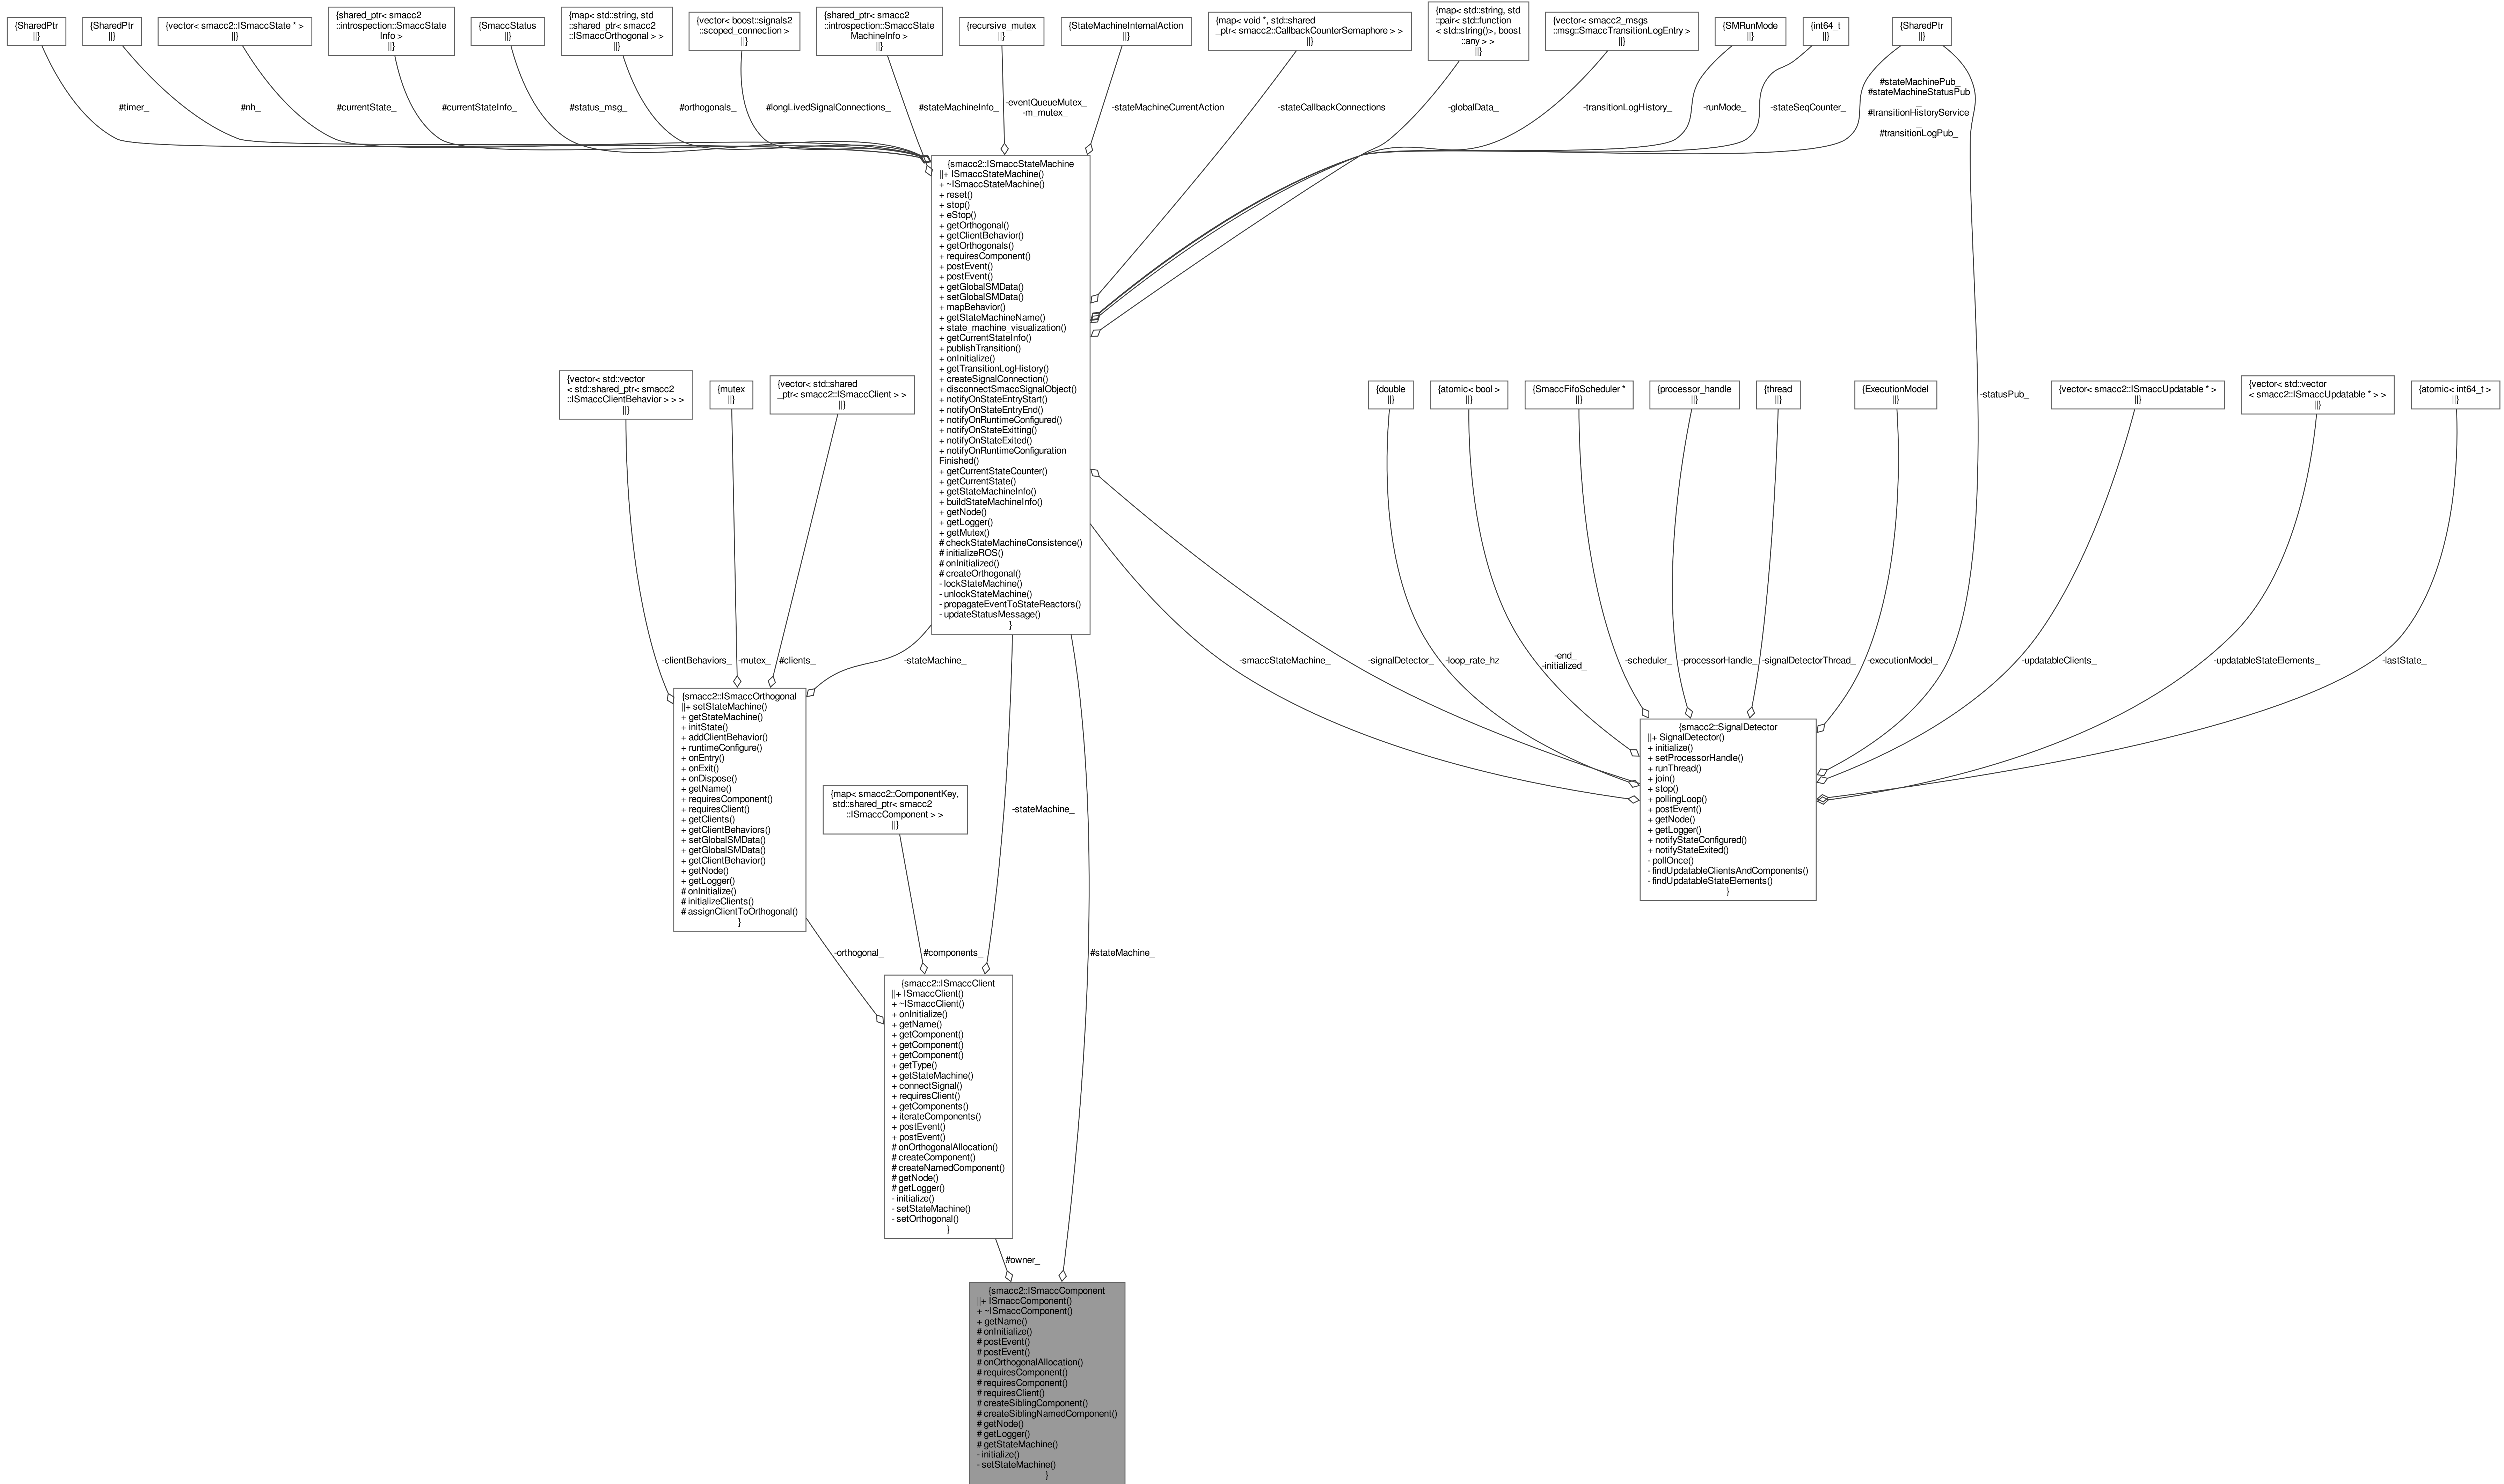 {SharedPtr
||}
{SharedPtr
||}
{vector< smacc2::ISmaccState * >
||}
{shared_ptr< smacc2
::introspection::SmaccState
Info >
||}
{SmaccStatus
||}
{map< std::string, std
::shared_ptr< smacc2
::ISmaccOrthogonal > >
||}
{vector< boost::signals2
::scoped_connection >
||}
{shared_ptr< smacc2
::introspection::SmaccState
MachineInfo >
||}
{recursive_mutex
||}
{StateMachineInternalAction
||}
{map< void *, std::shared
_ptr< smacc2::CallbackCounterSemaphore > >
||}
{map< std::string, std
::pair< std::function
< std::string()>, boost
::any > >
||}
{vector< smacc2_msgs
::msg::SmaccTransitionLogEntry >
||}
{SMRunMode
||}
{int64_t
||}
{SharedPtr
||}
#timer_
#nh_
#currentState_
#currentStateInfo_
#status_msg_
#orthogonals_
#longLivedSignalConnections_
#stateMachineInfo_
-eventQueueMutex_
-m_mutex_
-stateMachineCurrentAction
-stateCallbackConnections
-globalData_
-transitionLogHistory_
-runMode_
-stateSeqCounter_
#stateMachinePub_
#stateMachineStatusPub
_
#transitionHistoryService
_
#transitionLogPub_
{smacc2::ISmaccStateMachine
||+ ISmaccStateMachine()
+ ~ISmaccStateMachine()
+ reset()
+ stop()
+ eStop()
+ getOrthogonal()
+ getClientBehavior()
+ getOrthogonals()
+ requiresComponent()
+ postEvent()
+ postEvent()
+ getGlobalSMData()
+ setGlobalSMData()
+ mapBehavior()
+ getStateMachineName()
+ state_machine_visualization()
+ getCurrentStateInfo()
+ publishTransition()
+ onInitialize()
+ getTransitionLogHistory()
+ createSignalConnection()
+ disconnectSmaccSignalObject()
+ notifyOnStateEntryStart()
+ notifyOnStateEntryEnd()
+ notifyOnRuntimeConfigured()
+ notifyOnStateExitting()
+ notifyOnStateExited()
+ notifyOnRuntimeConfiguration
Finished()
+ getCurrentStateCounter()
+ getCurrentState()
+ getStateMachineInfo()
+ buildStateMachineInfo()
+ getNode()
+ getLogger()
+ getMutex()
# checkStateMachineConsistence()
# initializeROS()
# onInitialized()
# createOrthogonal()
- lockStateMachine()
- unlockStateMachine()
- propagateEventToStateReactors()
- updateStatusMessage()
}
-statusPub_
{vector< std::vector
< std::shared_ptr< smacc2
::ISmaccClientBehavior > > >
||}
{mutex
||}
{vector< std::shared
_ptr< smacc2::ISmaccClient > >
||}
{double
||}
{atomic< bool >
||}
{SmaccFifoScheduler *
||}
{processor_handle
||}
{thread
||}
{ExecutionModel
||}
{vector< smacc2::ISmaccUpdatable * >
||}
{vector< std::vector
< smacc2::ISmaccUpdatable * > >
||}
{atomic< int64_t >
||}
-clientBehaviors_
-mutex_
#clients_
-stateMachine_
-smaccStateMachine_
-signalDetector_
-loop_rate_hz
-end_
-initialized_
-scheduler_
-processorHandle_
-signalDetectorThread_
-executionModel_
-updatableClients_
-updatableStateElements_
-lastState_
{smacc2::ISmaccOrthogonal
||+ setStateMachine()
+ getStateMachine()
+ initState()
+ addClientBehavior()
+ runtimeConfigure()
+ onEntry()
+ onExit()
+ onDispose()
+ getName()
+ requiresComponent()
+ requiresClient()
+ getClients()
+ getClientBehaviors()
+ setGlobalSMData()
+ getGlobalSMData()
+ getClientBehavior()
+ getNode()
+ getLogger()
# onInitialize()
# initializeClients()
# assignClientToOrthogonal()
}
{smacc2::SignalDetector
||+ SignalDetector()
+ initialize()
+ setProcessorHandle()
+ runThread()
+ join()
+ stop()
+ pollingLoop()
+ postEvent()
+ getNode()
+ getLogger()
+ notifyStateConfigured()
+ notifyStateExited()
- pollOnce()
- findUpdatableClientsAndComponents()
- findUpdatableStateElements()
}
{map< smacc2::ComponentKey,
std::shared_ptr< smacc2
::ISmaccComponent > >
||}
-stateMachine_
-orthogonal_
#components_
#stateMachine_
{smacc2::ISmaccClient
||+ ISmaccClient()
+ ~ISmaccClient()
+ onInitialize()
+ getName()
+ getComponent()
+ getComponent()
+ getComponent()
+ getType()
+ getStateMachine()
+ connectSignal()
+ requiresClient()
+ getComponents()
+ iterateComponents()
+ postEvent()
+ postEvent()
# onOrthogonalAllocation()
# createComponent()
# createNamedComponent()
# getNode()
# getLogger()
- initialize()
- setStateMachine()
- setOrthogonal()
}
#owner_
{smacc2::ISmaccComponent
||+ ISmaccComponent()
+ ~ISmaccComponent()
+ getName()
# onInitialize()
# postEvent()
# postEvent()
# onOrthogonalAllocation()
# requiresComponent()
# requiresComponent()
# requiresClient()
# createSiblingComponent()
# createSiblingNamedComponent()
# getNode()
# getLogger()
# getStateMachine()
- initialize()
- setStateMachine()
}